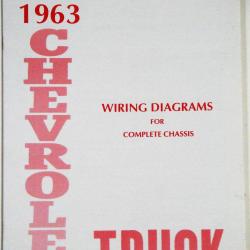 1963
CHEVROLE
WIRING DIAGRAMS
FOR
COMPLETE CHASSIS
TRUCK